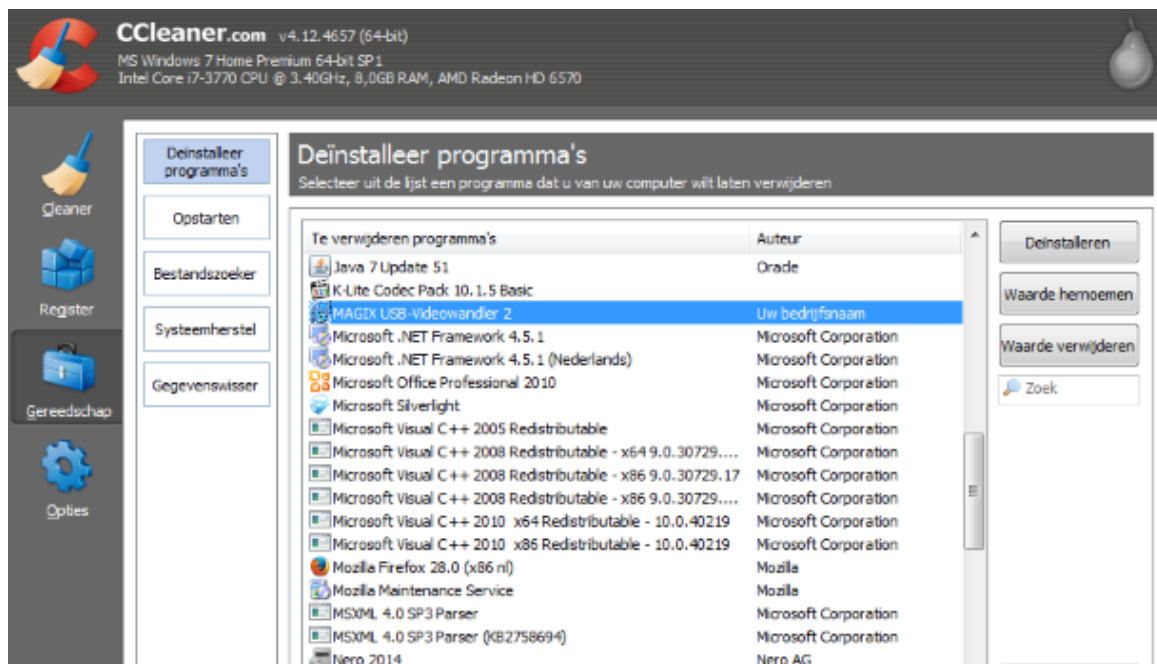 CCleaner.com v4.12.4657 (64-bit)
MS Windows 7 Home Premium 64-bit SP1
Intel Core i7-3770 CPU @ 3.40GHz, 8,0GB RAM, AMD Radeon HD 6570
Cleaner
Register
Gereedschap
Opties
Deïnstalleer
programma's
Opstarten
Bestandszoeker
Systeemherstel
Gegevenswisser
Deïnstalleer programma's
Selecteer uit de lijst een programma dat u van uw computer wilt laten verwijderen
Te verwijderen programma's Auteur
Java 7 Update 51 Oracle
K-Lite Codec Pack 10.1.5 Basic
MAGIX USB-Videowandler 2 Uw bedrijfsnaam
Microsoft .NET Framework 4.5.1 Microsoft Corporation
Microsoft .NET Framework 4.5.1 (Nederlands) Microsoft Corporation
Microsoft Office Professional 2010 Microsoft Corporation
Microsoft Silverlight Microsoft Corporation
Microsoft Visual C++ 2005 Redistributable Microsoft Corporation
Microsoft Visual C++ 2008 Redistributable - x64 9.0.30729.... Microsoft Corporation
Microsoft Visual C++ 2008 Redistributable - x86 9.0.30729.17 Microsoft Corporation
Microsoft Visual C++ 2008 Redistributable - x86 9.0.30729.... Microsoft Corporation
Microsoft Visual C++ 2010 x64 Redistributable - 10.0.40219 Microsoft Corporation
Microsoft Visual C++ 2010 x86 Redistributable - 10.0.40219 Microsoft Corporation
Mozilla Firefox 28.0 (x86 nl) Mozilla
Mozilla Maintenance Service Mozilla
MSXML 4.0 SP3 Parser Microsoft Corporation
MSXML 4.0 SP3 Parser (KB2758694) Microsoft Corporation
Nero 2014 Nero AG
Deïnstalleren
Waarde hernoemen
Waarde verwijderen
Zoek